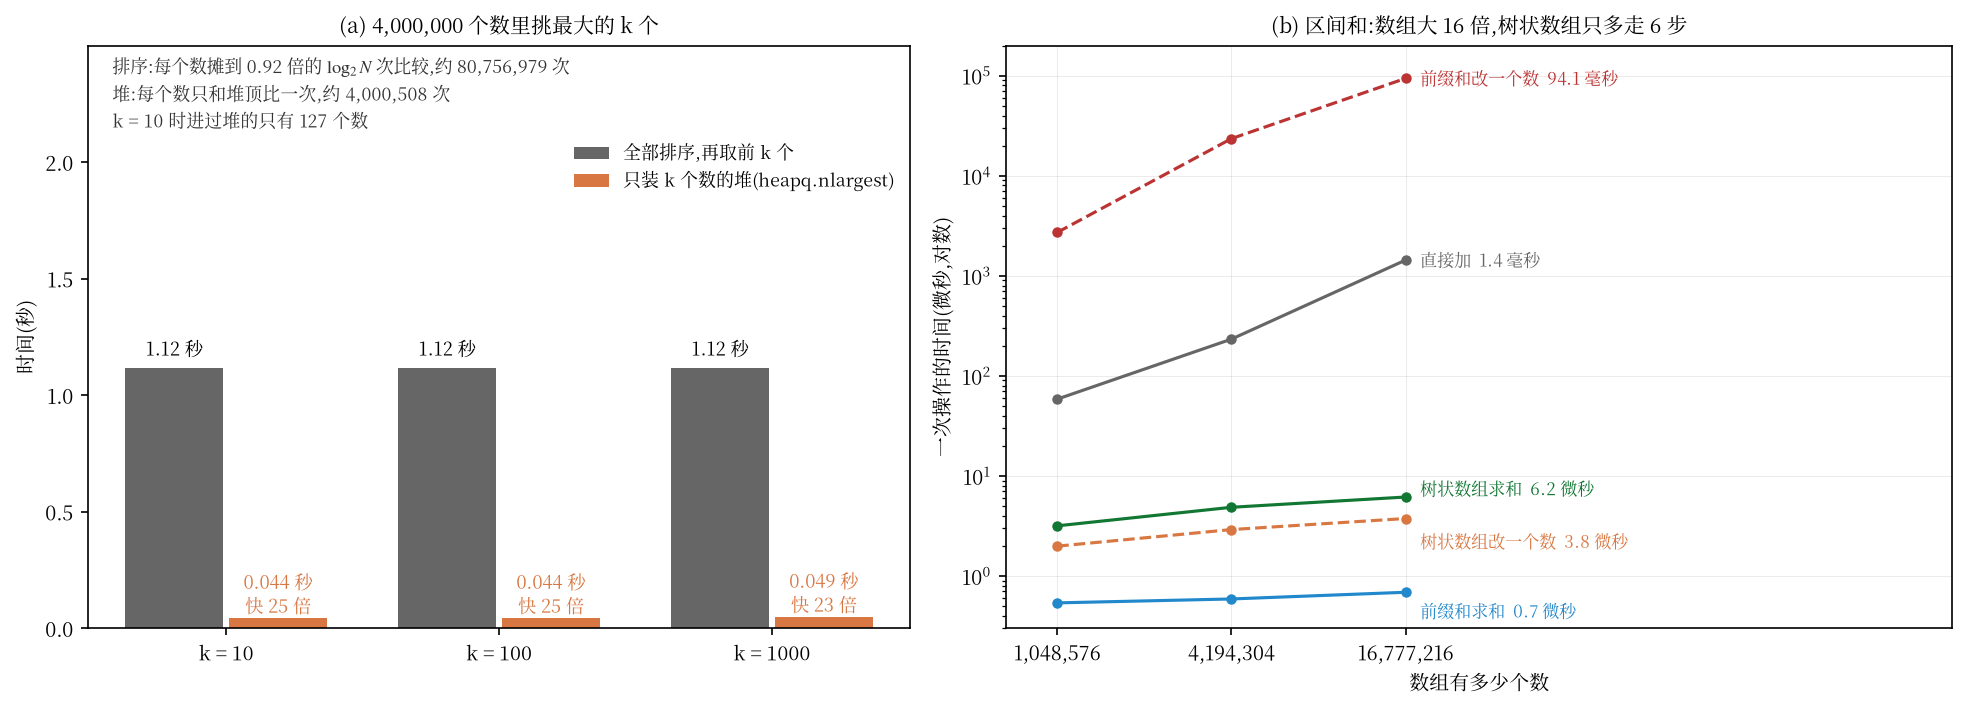 (a) 4,000,000 个数里挑最大的 k 个
排序:每个数摊到 0.92 倍的 log₂ N 次比较,约 80,756,979 次
堆:每个数只和堆顶比一次,约 4,000,508 次
k = 10 时进过堆的只有 127 个数
全部排序,再取前 k 个
只装 k 个数的堆(heapq.nlargest)
时间(秒)
2.0
1.5
1.0
0.5
0.0
1.12 秒
1.12 秒
1.12 秒
0.044 秒
快 25 倍
0.044 秒
快 25 倍
0.049 秒
快 23 倍
k = 10
k = 100
k = 1000
(b) 区间和:数组大 16 倍,树状数组只多走 6 步
一次操作的时间(微秒,对数)
10⁵
10⁴
10³
10²
10¹
10⁰
前缀和改一个数 94.1 毫秒
直接加 1.4 毫秒
树状数组求和 6.2 微秒
树状数组改一个数 3.8 微秒
前缀和求和 0.7 微秒
1,048,576
4,194,304
16,777,216
数组有多少个数